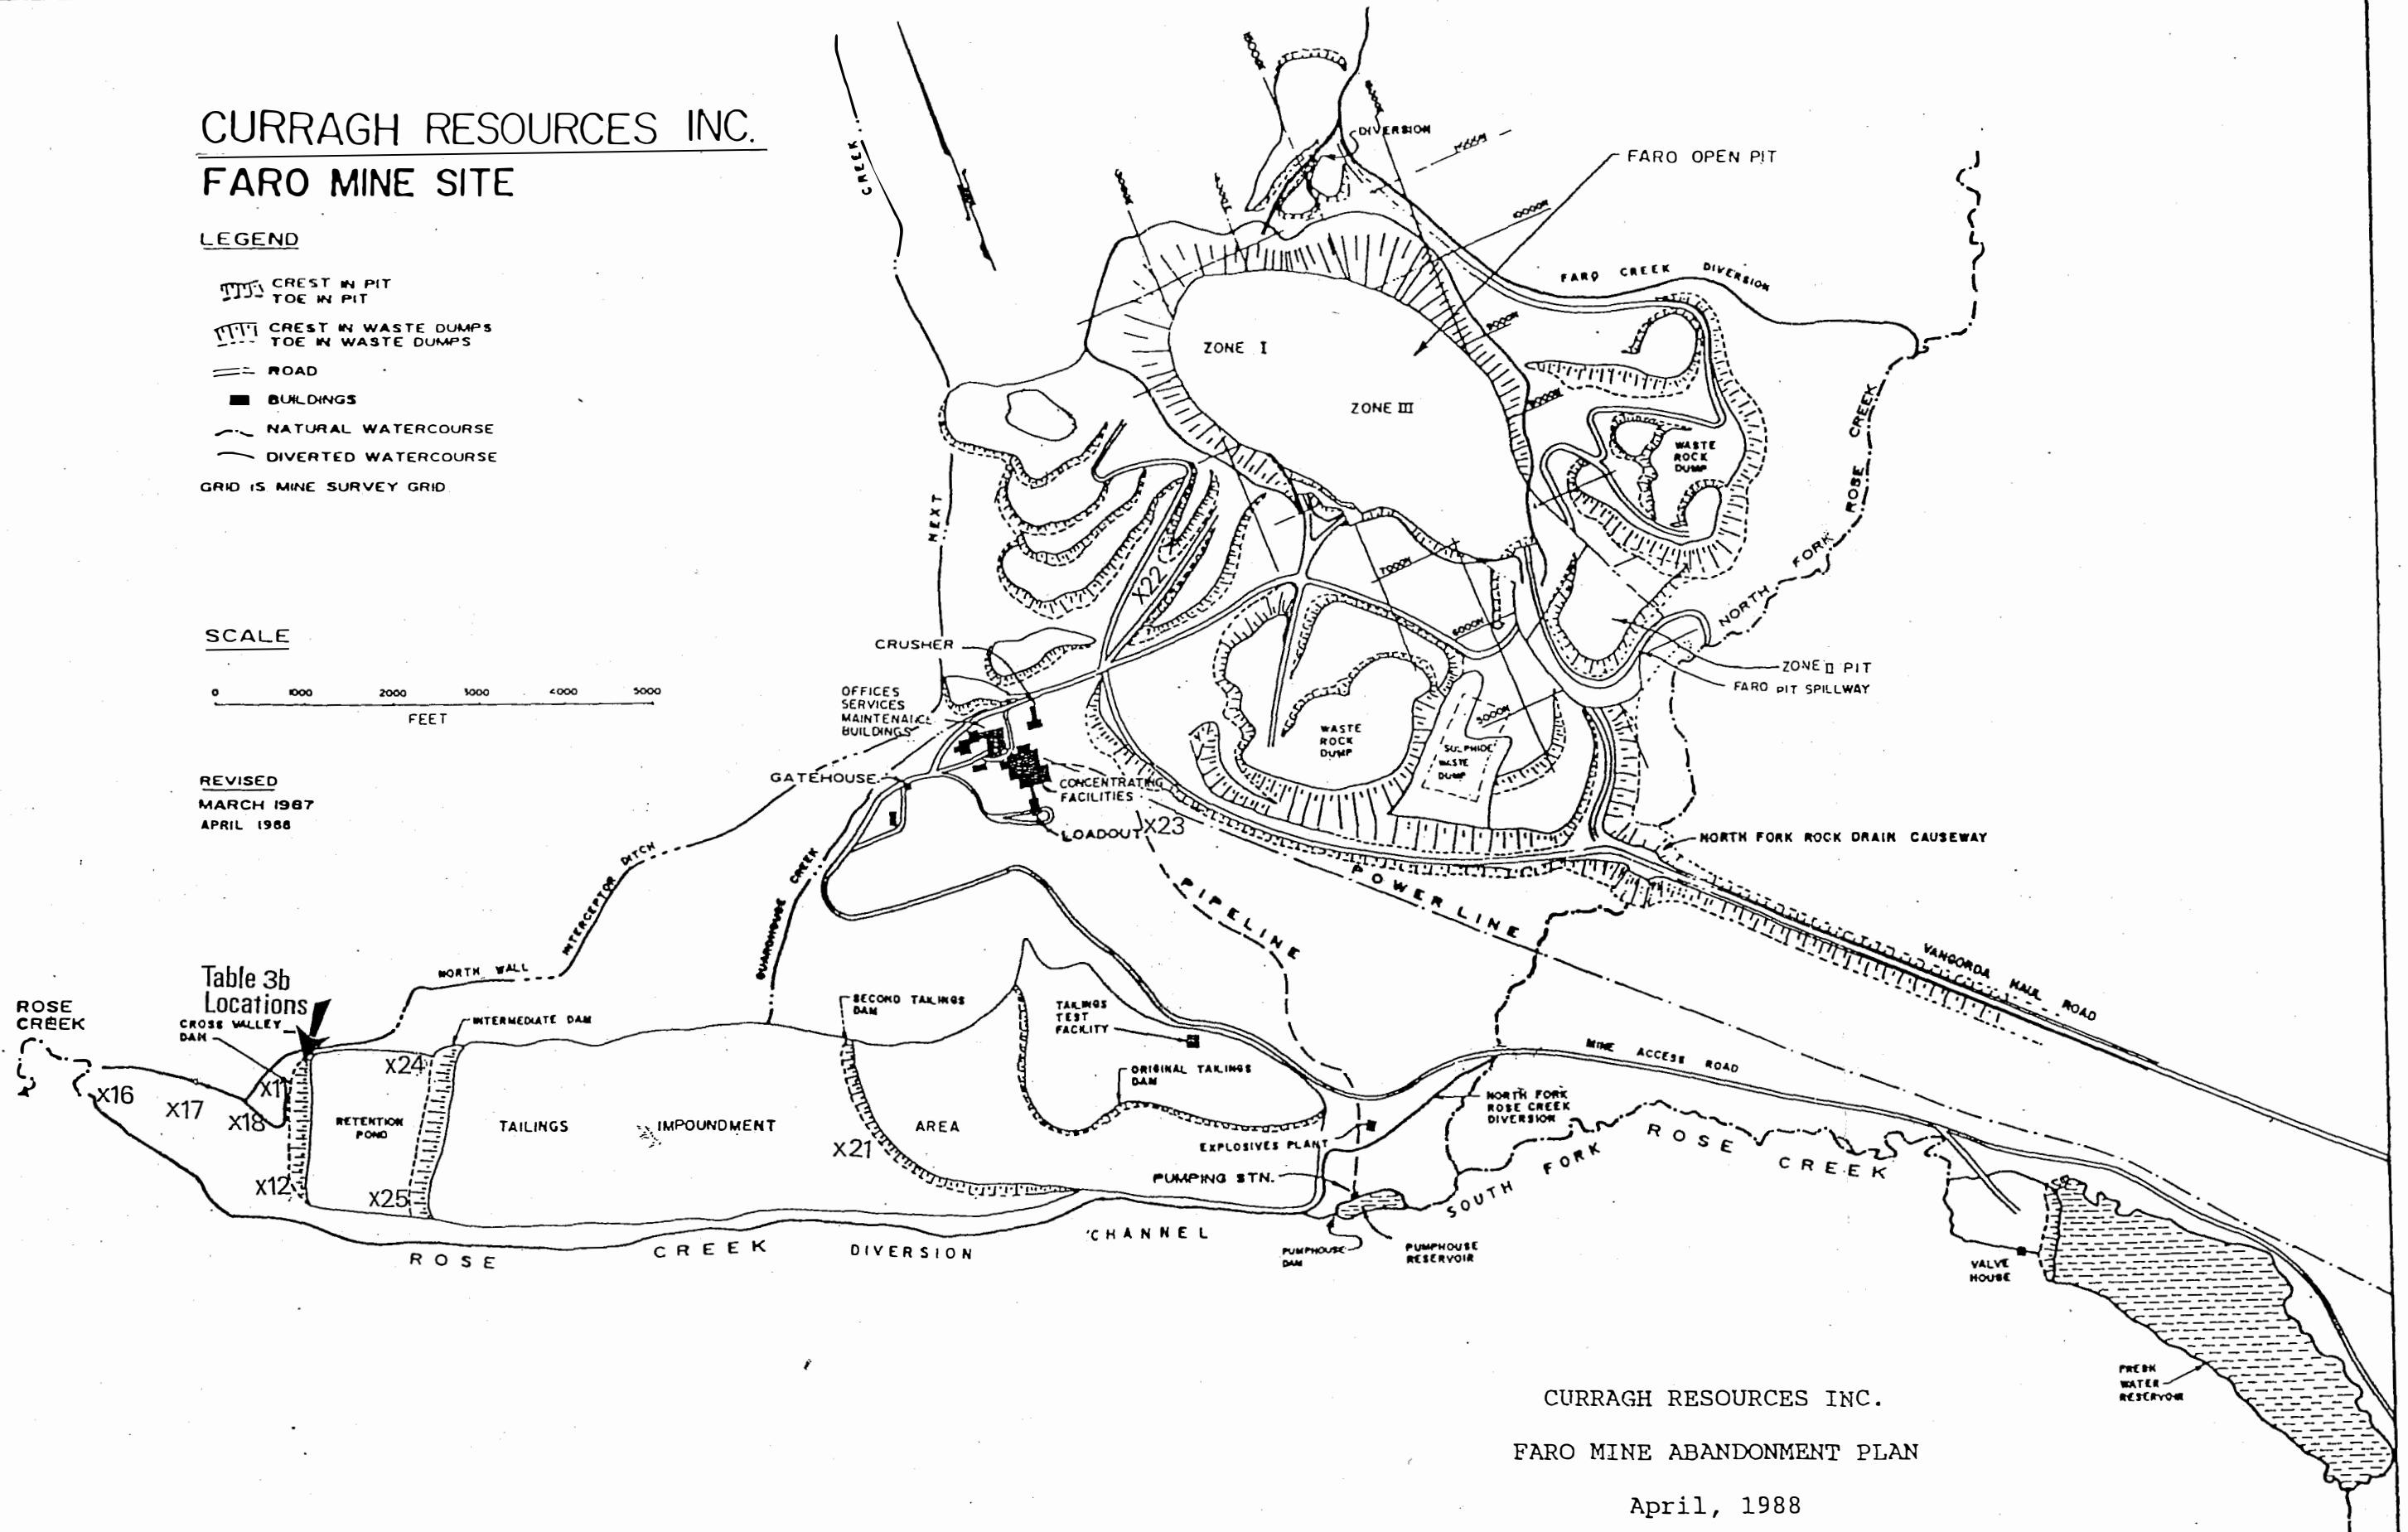 CURRAGH RESOURCES INC.
FARO MINE SITE
LEGEND
CREST IN PIT
TOE IN PIT
CREST IN WASTE DUMPS
TOE IN WASTE DUMPS
ROAD
BUILDINGS
NATURAL WATERCOURSE
DIVERTED WATERCOURSE
GRID IS MINE SURVEY GRID
SCALE
0 1000 2000 3000 4000 5000
FEET
REVISED
MARCH 1987
APRIL 1988
CREEK
NEXT
DIVERSION
FARO OPEN PIT
10000N
FARO CREEK DIVERSION
9000N
ZONE I
ZONE III
WASTE
ROCK
DUMP
NORTH FORK ROSE CREEK
7000N
X22
6000N
CRUSHER
ZONE II PIT
FARO PIT SPILLWAY
OFFICES
SERVICES
MAINTENANCE
BUILDINGS
5000N
WASTE
ROCK
DUMP
SULPHIDE
WASTE
DUMP
GATEHOUSE
CONCENTRATING
FACILITIES
LOADOUT
X23
NORTH FORK ROCK DRAIN CAUSEWAY
INTERCEPTOR DITCH
GUARDHOUSE CREEK
PIPELINE
POWERLINE
VANGORDA HAUL ROAD
NORTH WALL
Table 3b
Locations
ROSE
CREEK
CROSS VALLEY
DAM
INTERMEDIATE DAM
SECOND TAILINGS
DAM
TAILINGS
TEST
FACILITY
MINE ACCESS ROAD
X24
ORIGINAL TAILINGS
DAM
X11
X16
X17
X18
RETENTION
POND
TAILINGS IMPOUNDMENT AREA
NORTH FORK
ROSE CREEK
DIVERSION
EXPLOSIVES PLANT
X21
X12
X25
PUMPING STN.
SOUTH FORK ROSE CREEK
ROSE CREEK DIVERSION CHANNEL
PUMPHOUSE
DAM
PUMPHOUSE
RESERVOIR
VALVE
HOUSE
FRESH
WATER
RESERVOIR
CURRAGH RESOURCES INC.
FARO MINE ABANDONMENT PLAN
April, 1988